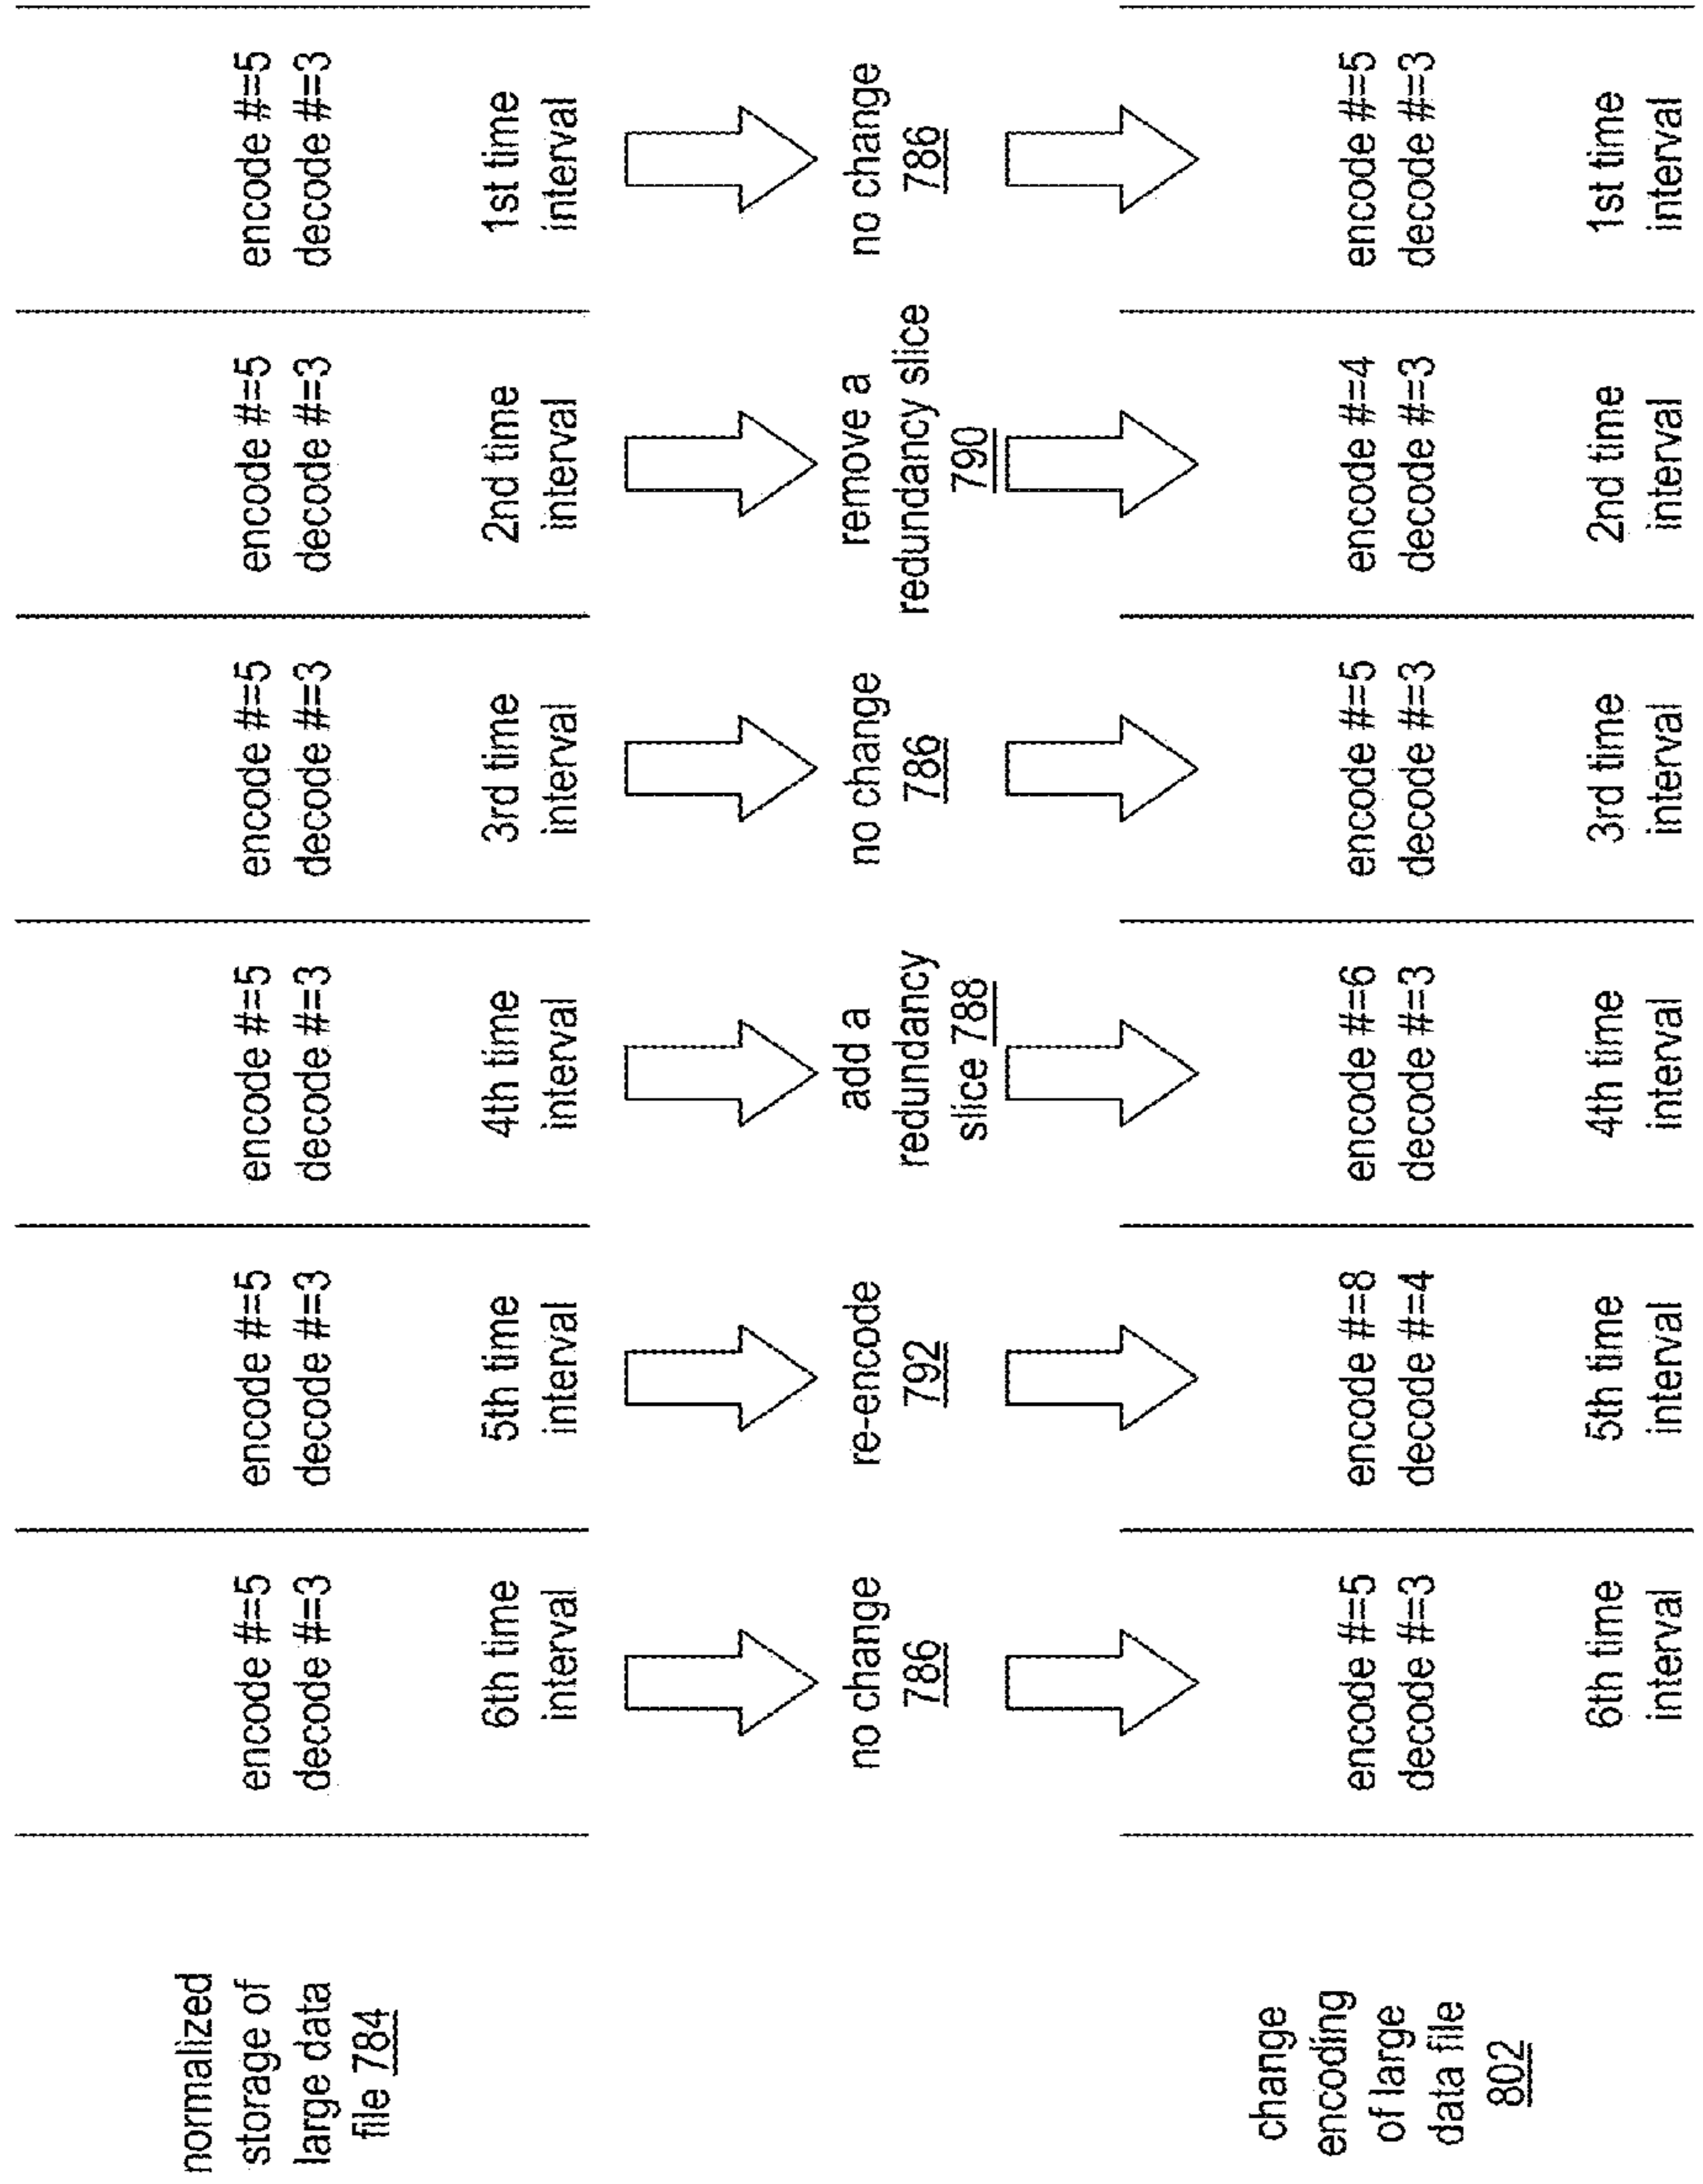 normalized
storage of
large data
file 784
encode #=5
decode #=3
6th time
interval
encode #=5
decode #=3
5th time
interval
encode #=5
decode #=3
4th time
interval
encode #=5
decode #=3
3rd time
interval
encode #=5
decode #=3
2nd time
interval
encode #=5
decode #=3
1st time
interval
no change
786
re-encode
792
add a
redundancy
slice 788
no change
786
remove a
redundancy slice
790
no change
786
change
encoding
of large
data file
802
encode #=5
decode #=3
6th time
interval
encode #=8
decode #=4
5th time
interval
encode #=6
decode #=3
4th time
interval
encode #=5
decode #=3
3rd time
interval
encode #=4
decode #=3
2nd time
interval
encode #=5
decode #=3
1st time
interval